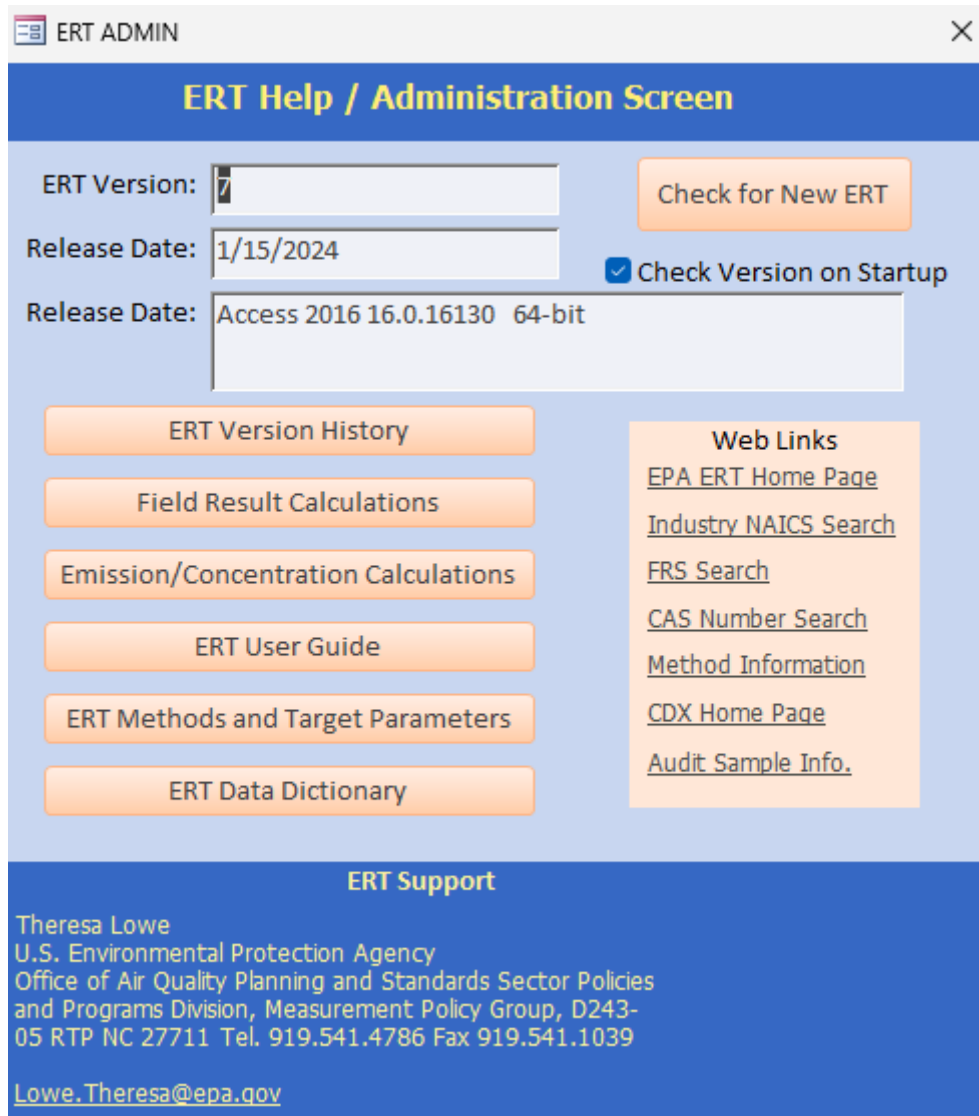 ERT ADMIN
ERT Help / Administration Screen
ERT Version: 7
Check for New ERT
Release Date: 1/15/2024
Check Version on Startup
Release Date: Access 2016 16.0.16130 64-bit
ERT Version History
Field Result Calculations
Emission/Concentration Calculations
ERT User Guide
ERT Methods and Target Parameters
ERT Data Dictionary
Web Links
EPA ERT Home Page
Industry NAICS Search
FRS Search
CAS Number Search
Method Information
CDX Home Page
Audit Sample Info.
ERT Support
Theresa Lowe
U.S. Environmental Protection Agency
Office of Air Quality Planning and Standards Sector Policies
and Programs Division, Measurement Policy Group, D243-
05 RTP NC 27711 Tel. 919.541.4786 Fax 919.541.1039
Lowe.Theresa@epa.gov